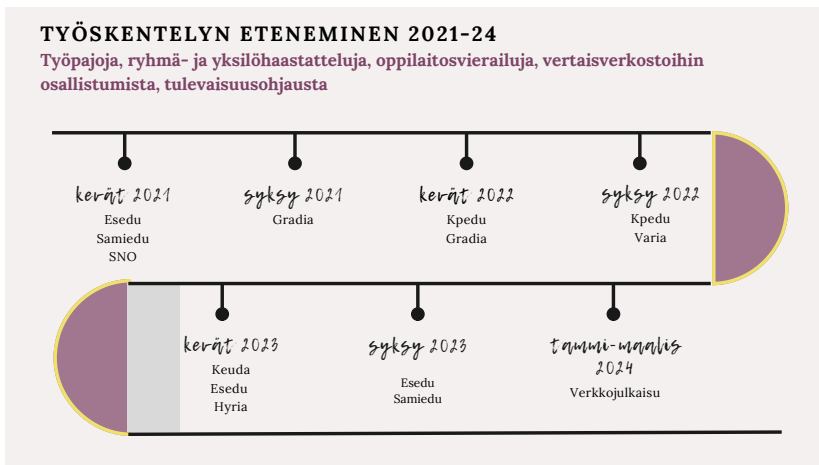 TYÖSKENTELYN ETENEMINEN 2021-24
Työpajoja, ryhmä- ja yksilöhaastatteluja, oppilaitosvierailuja, vertaisverkostoihin
osallistumista, tulevaisuusohjausta
kevät 2021
Esedu
Samiedu
SNO
syksy 2021
Gradia
kevät 2022
Kpedu
Gradia
syksy 2022
Kpedu
Varia
kevät 2023
Keuda
Esedu
Hyria
syksy 2023
Esedu
Samiedu
tammi-maalis
2024
Verkkojulkaisu